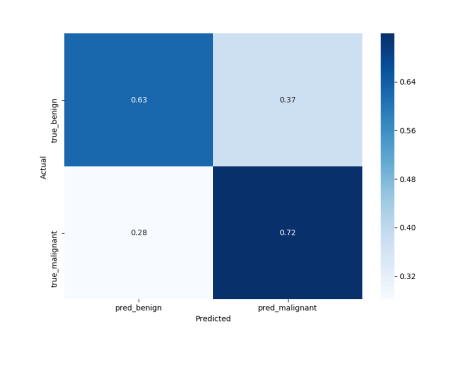 0.63 0.37
0.28 0.72
true_benign
true_malignant
Actual
pred_benign pred_malignant
Predicted
0.64
0.56
0.48
0.40
0.32